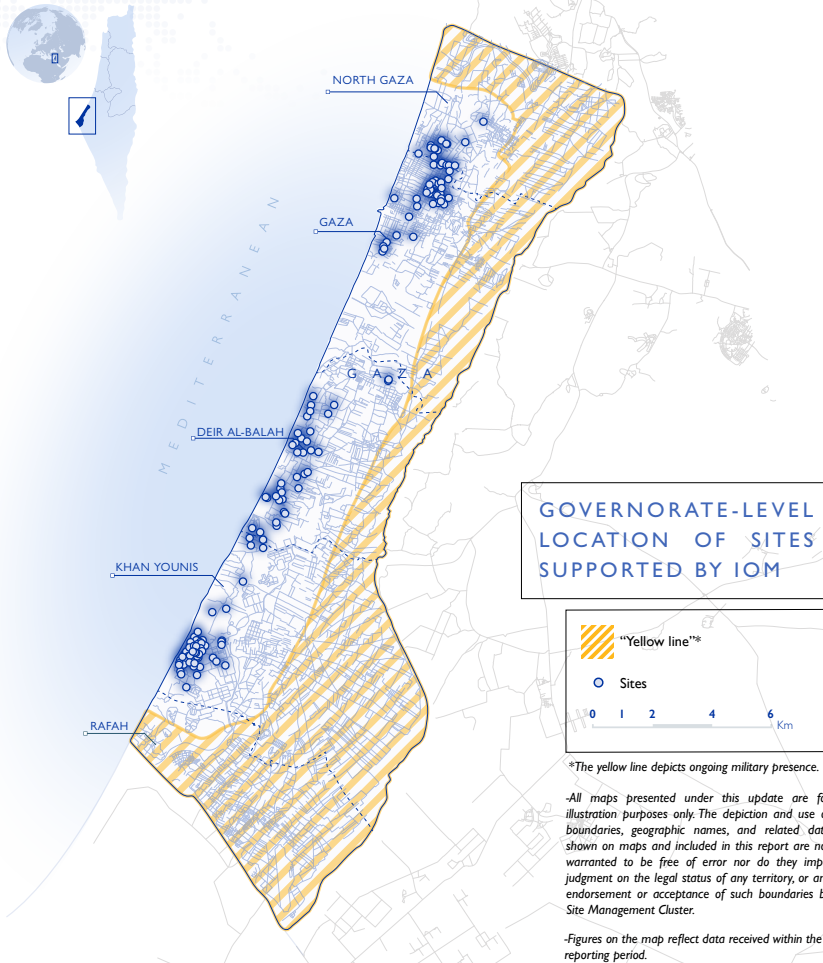 NORTH GAZA
GAZA
MEDITERRANEAN
GAZA
DEIR AL-BALAH
KHAN YOUNIS
RAFAH
GOVERNORATE-LEVEL
LOCATION OF SITES
SUPPORTED BY IOM
"Yellow line"*
Sites
0 1 2 4 6 Km
*The yellow line depicts ongoing military presence.
-All maps presented under this update are
illustration purposes only. The depiction and use
boundaries, geographic names, and related
shown on maps and included in this report are
warranted to be free of error nor do they
judgment on the legal status of any territory, or
endorsement or acceptance of such boundaries
Site Management Cluster.
-Figures on the map reflect data received within the
reporting period.